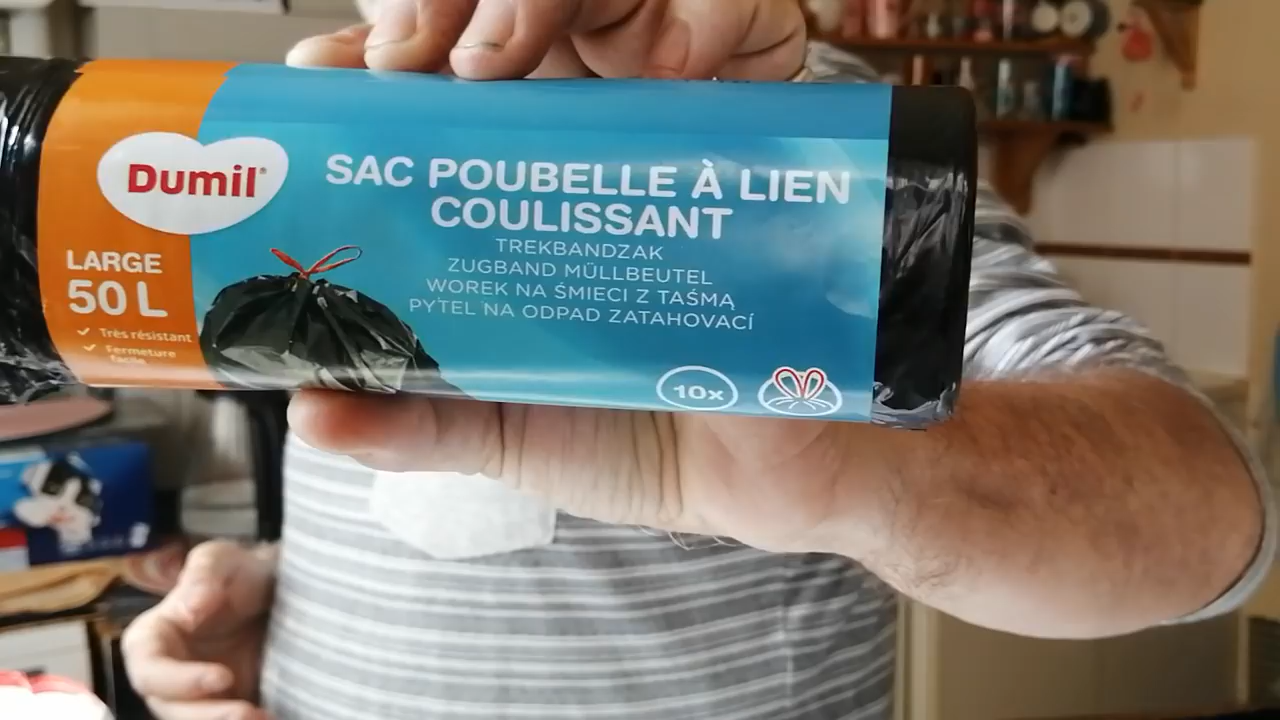 Dumil®
LARGE
50 L
Très résistant
Fermeture
facile
SAC POUBELLE À LIEN
COULISSANT
TREKBANDZAK
ZUGBAND MÜLLBEUTEL
WOREK NA ŚMIECI Z TAŚMĄ
PYTEL NA ODPAD ZATAHOVACÍ
10x